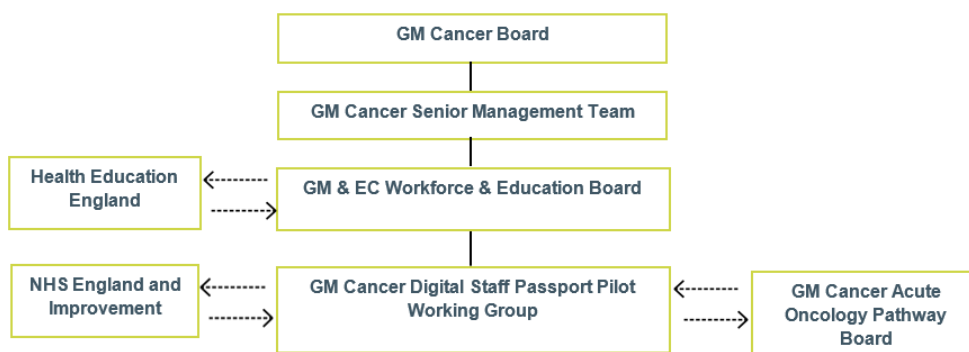 GM Cancer Board
GM Cancer Senior Management Team
Health Education
England
GM & EC Workforce & Education Board
NHS England and
Improvement
GM Cancer Digital Staff Passport Pilot
Working Group
GM Cancer Acute
Oncology Pathway
Board